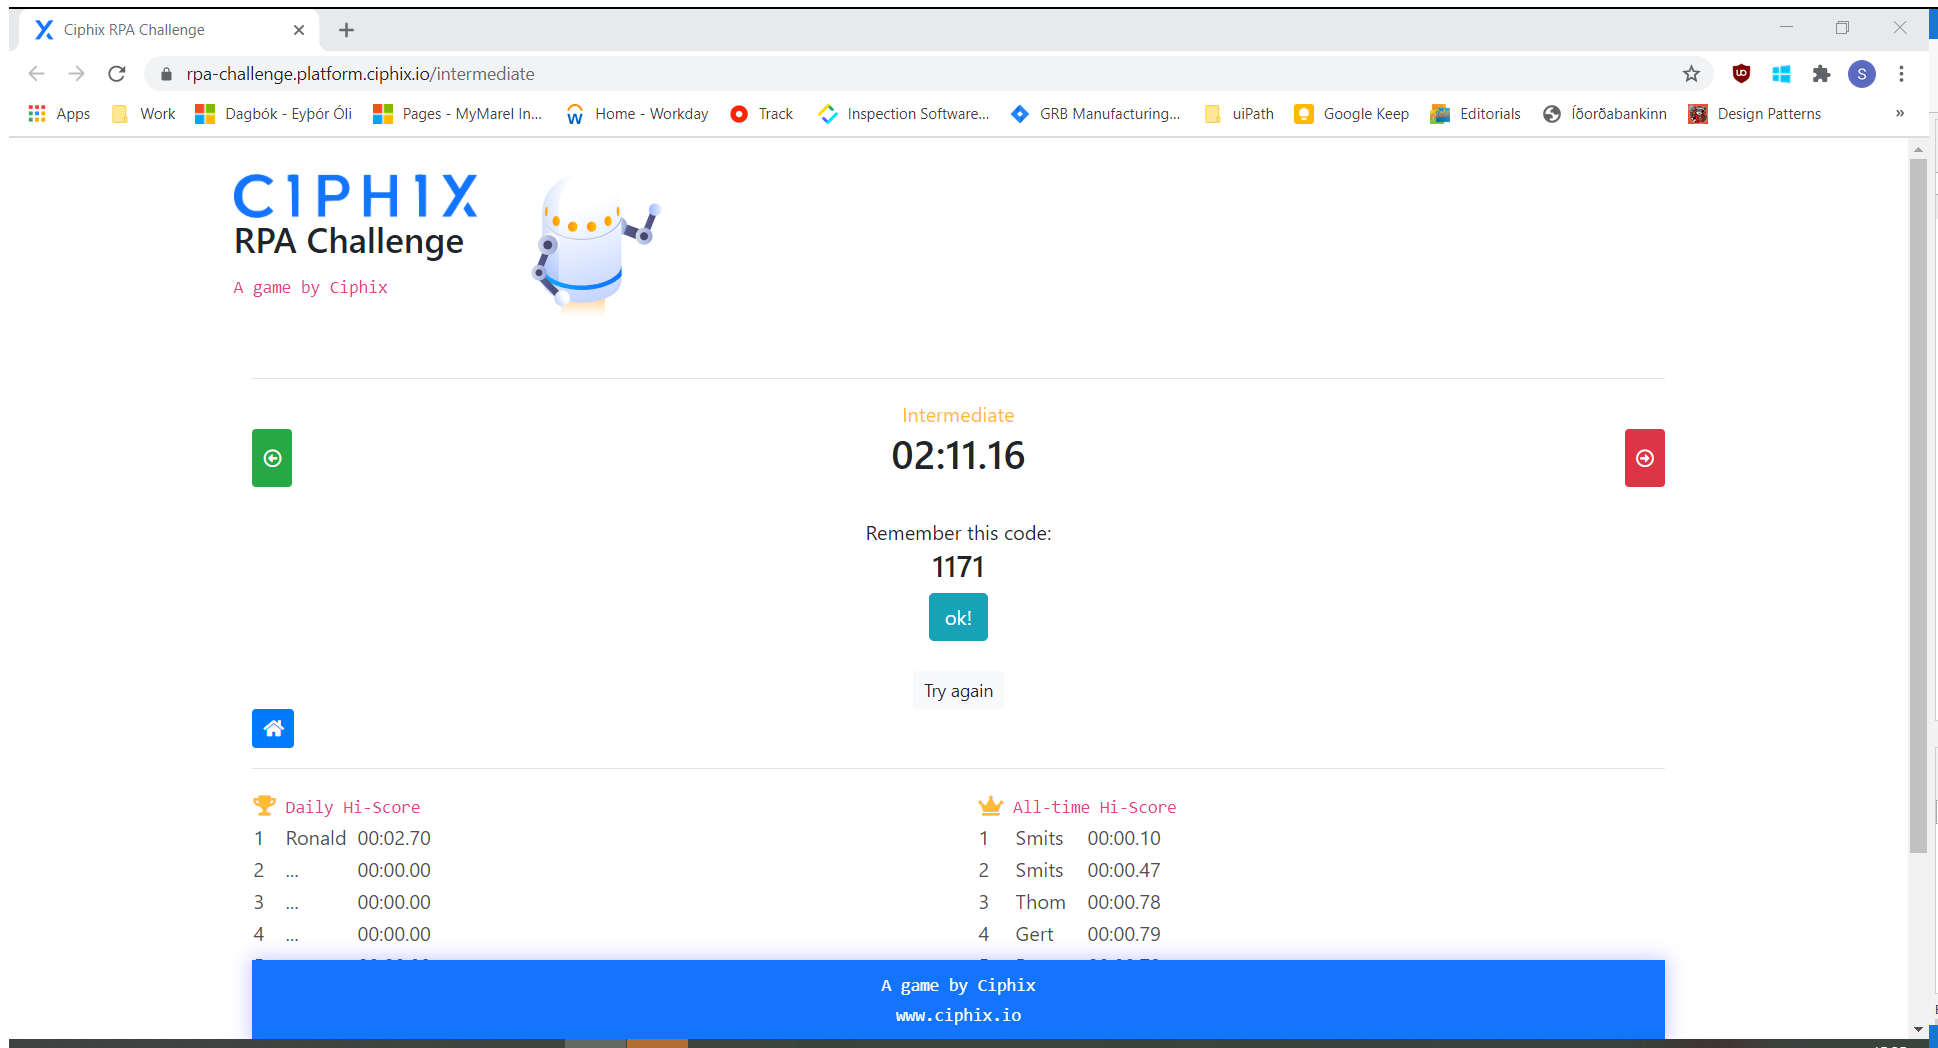 Ciphix RPA Challenge
rpa-challenge.platform.ciphix.io/intermediate
S
Apps Work Dagbók - Eyþór Óli Pages - MyMarel In... Home - Workday Track Inspection Software... GRB Manufacturing... uiPath Google Keep Editorials Íðorðabankinn Design Patterns »
C1PH1X
RPA Challenge
A game by Ciphix
Intermediate
02:11.16
Remember this code:
1171
ok!
Try again
Daily Hi-Score
1 Ronald 00:02.70
2 ... 00:00.00
3 ... 00:00.00
4 ... 00:00.00
All-time Hi-Score
1 Smits 00:00.10
2 Smits 00:00.47
3 Thom 00:00.78
4 Gert 00:00.79
A game by Ciphix
www.ciphix.io